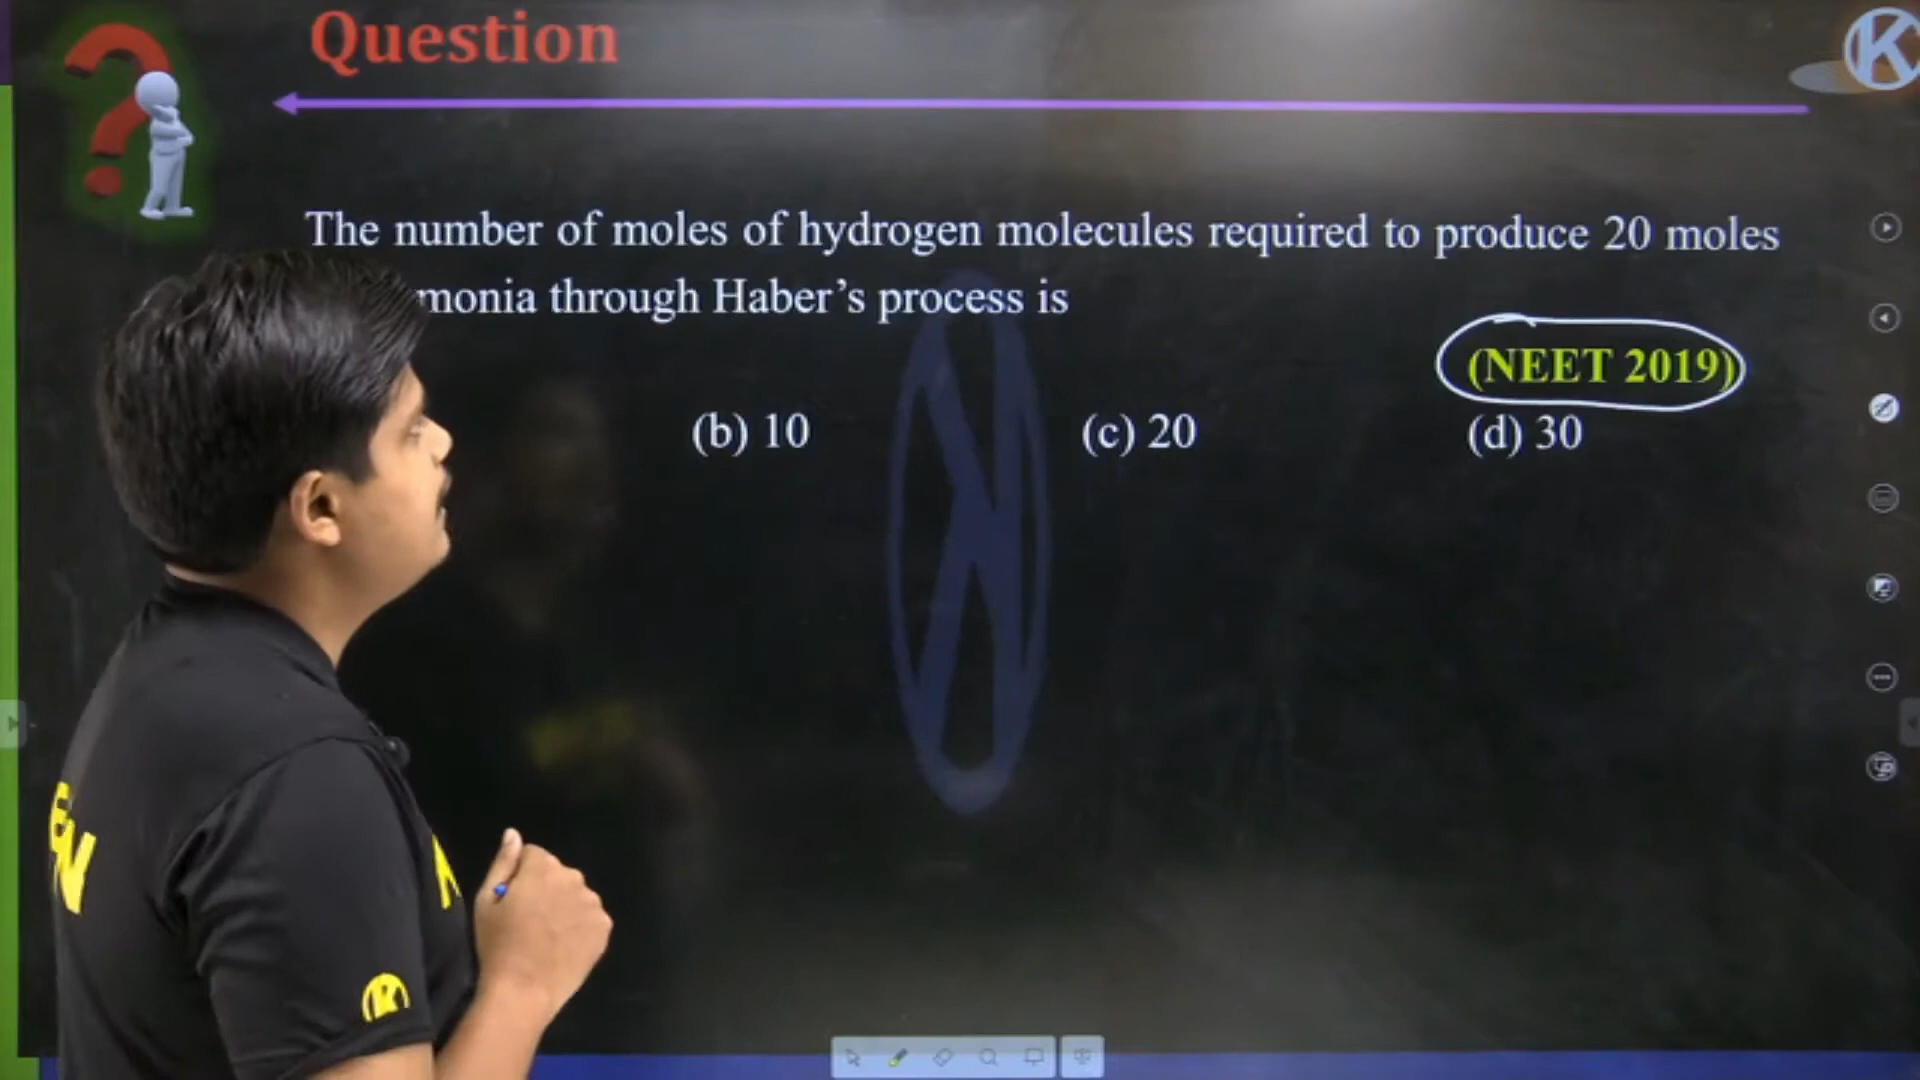 Question
The number of moles of hydrogen molecules required to produce 20 moles
monia through Haber's process is
(NEET 2019)
(b) 10 (c) 20 (d) 30
K